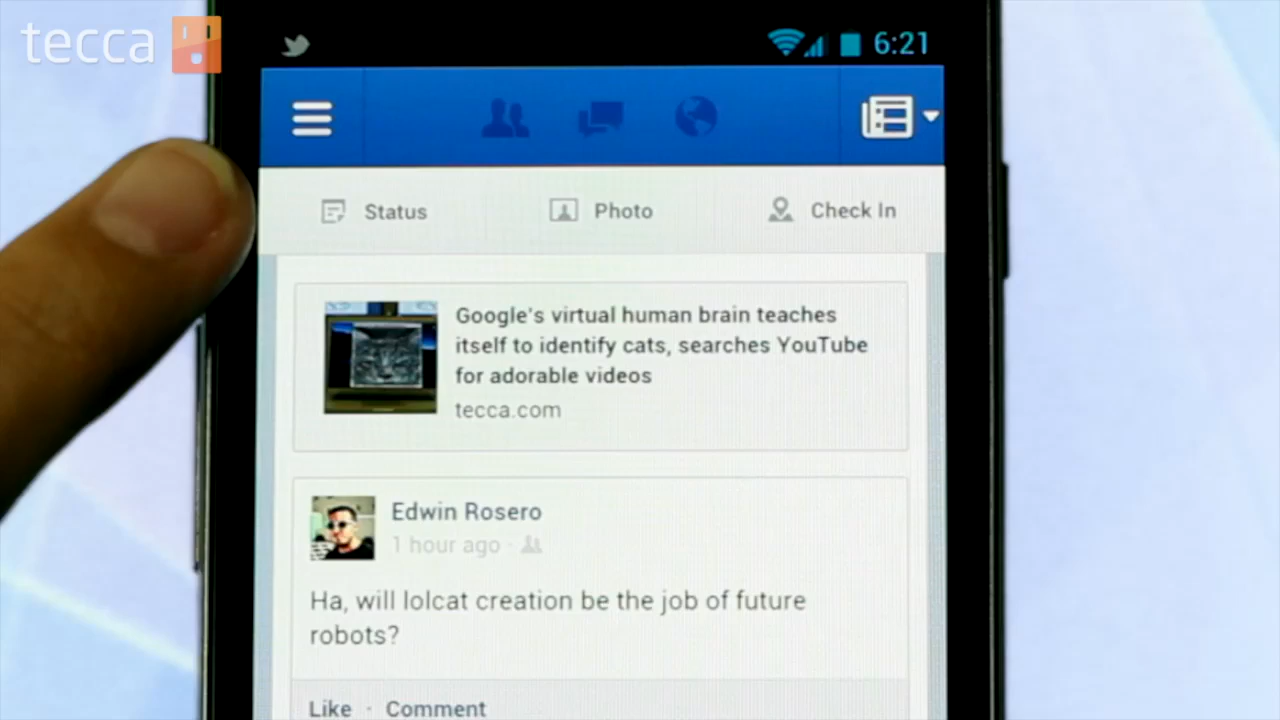 tecca
6:21
Status
Photo
Check In
Google's virtual human brain teaches
itself to identify cats, searches YouTube
for adorable videos
tecca.com
Edwin Rosero
1 hour ago ·
Ha, will lolcat creation be the job of future
robots?
Like · Comment